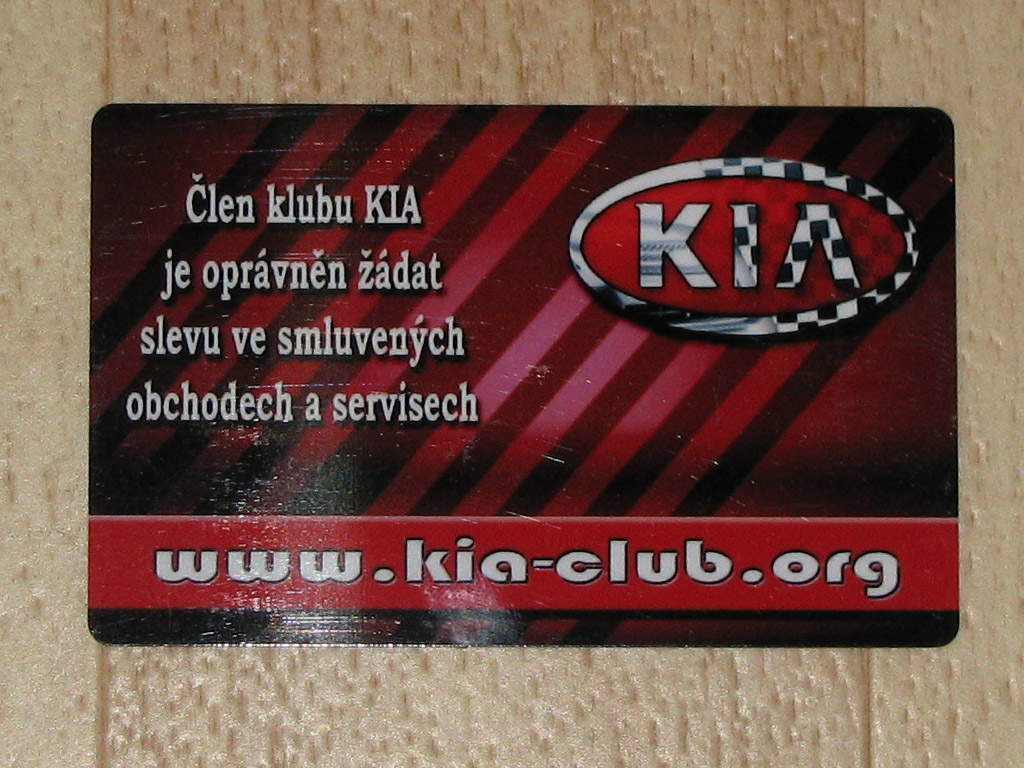 Člen klubu KIA
je oprávněn žádat
slevu ve smluvených
obchodech a servisech
KIA
www.kia-club.org